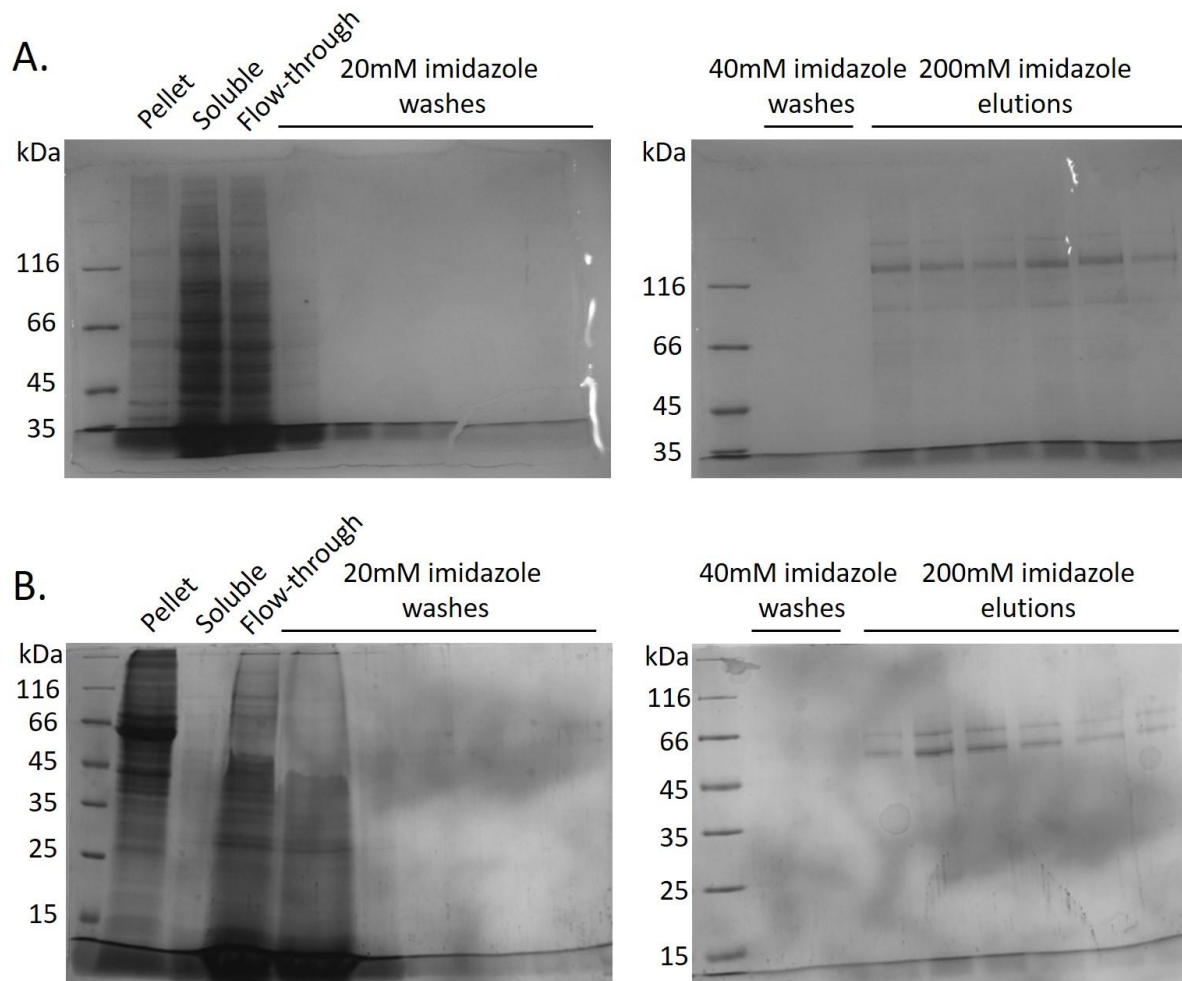 A.
Pellet
Soluble
Flow-through
20mM imidazole
washes
kDa
116
66
45
35
40mM imidazole
washes
200mM imidazole
elutions
kDa
116
66
45
35
B.
Pellet
Soluble
Flow-through
20mM imidazole
washes
kDa
116
66
45
35
25
15
40mM imidazole
washes
200mM imidazole
elutions
kDa
116
66
45
35
25
15